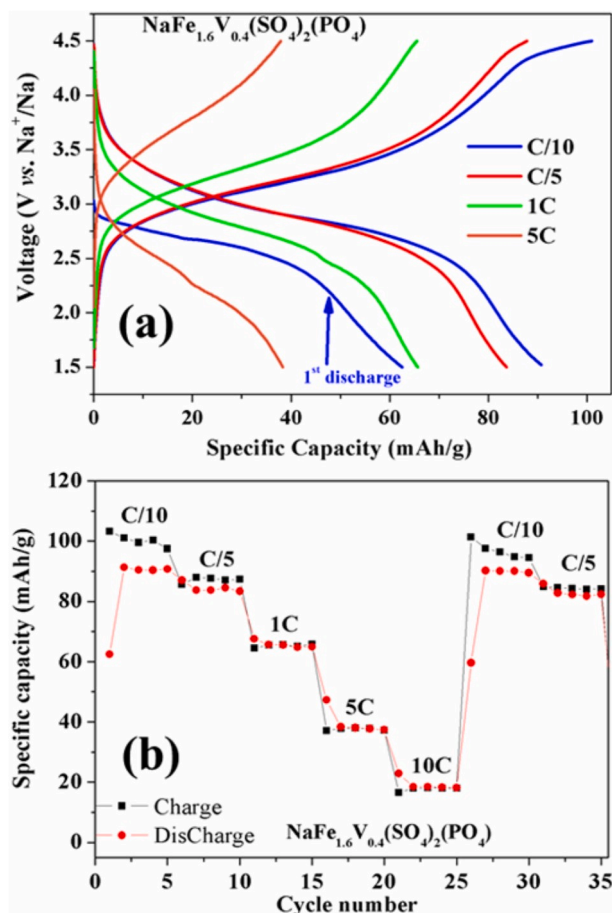 NaFe1.6V0.4(SO4)2(PO4)
4.5
4.0
3.5
3.0
2.5
2.0
1.5
Voltage (V vs. Na+/Na)
C/10
C/5
1C
5C
(a)
1st discharge
0 20 40 60 80 100
Specific Capacity (mAh/g)
120
100
80
60
40
20
0
Specific capacity (mAh/g)
C/10
C/5
1C
5C
10C
C/10
C/5
(b)
Charge
DisCharge
NaFe1.6V0.4(SO4)2(PO4)
0 5 10 15 20 25 30 35
Cycle number